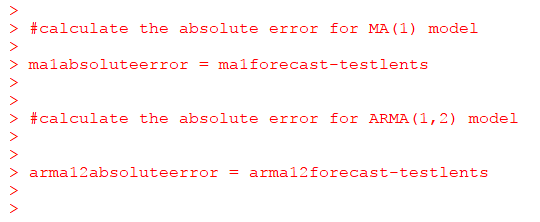 >
> #calculate the absolute error for MA(1) model
>
> ma1absoluteerror = ma1forecast-testlents
>
>
> #calculate the absolute error for ARMA(1,2) model
>
>
> arma12absoluteerror = arma12forecast-testlents
>
>